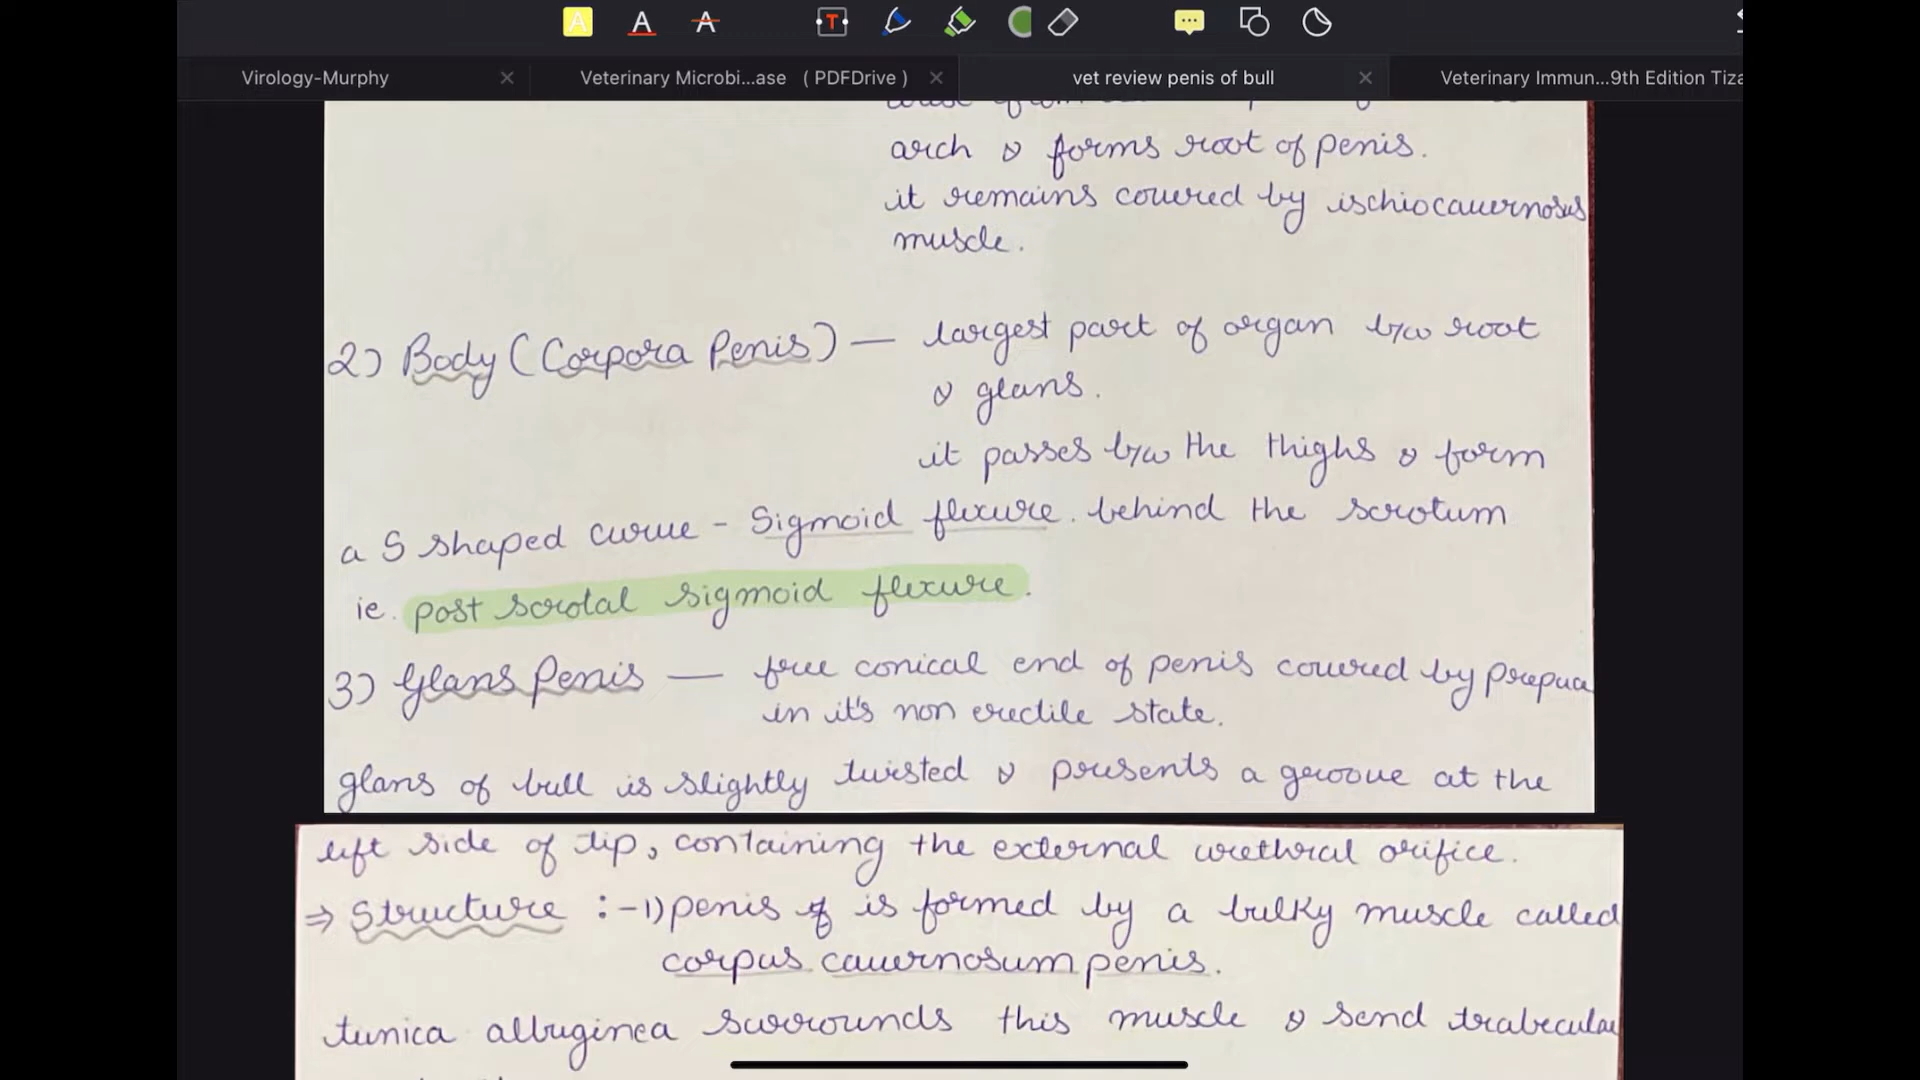 A A A T
Virology-Murphy
Veterinary Microbi...ase ( PDFDrive )
vet review penis of bull
Veterinary Immun...9th Edition Tiza
arch & forms root of penis.
it remains covered by ischiocavernosus
muscle.
2) Body (Corpora Penis) — largest part of organ b/w root
& glans.
it passes b/w the thighs & form
a S shaped curve - Sigmoid flexure. behind the scrotum
ie. post scrotal sigmoid flexure.
3) Glans Penis — free conical end of penis covered by prepuce
in it's non erectile state.
glans of bull is slightly twisted & presents a groove at the
left side of tip, containing the external urethral orifice.
⇒ Structure :- 1) penis is formed by a bulky muscle called
corpus cavernosum penis.
tunica albuginea surrounds this muscle & send trabeculae